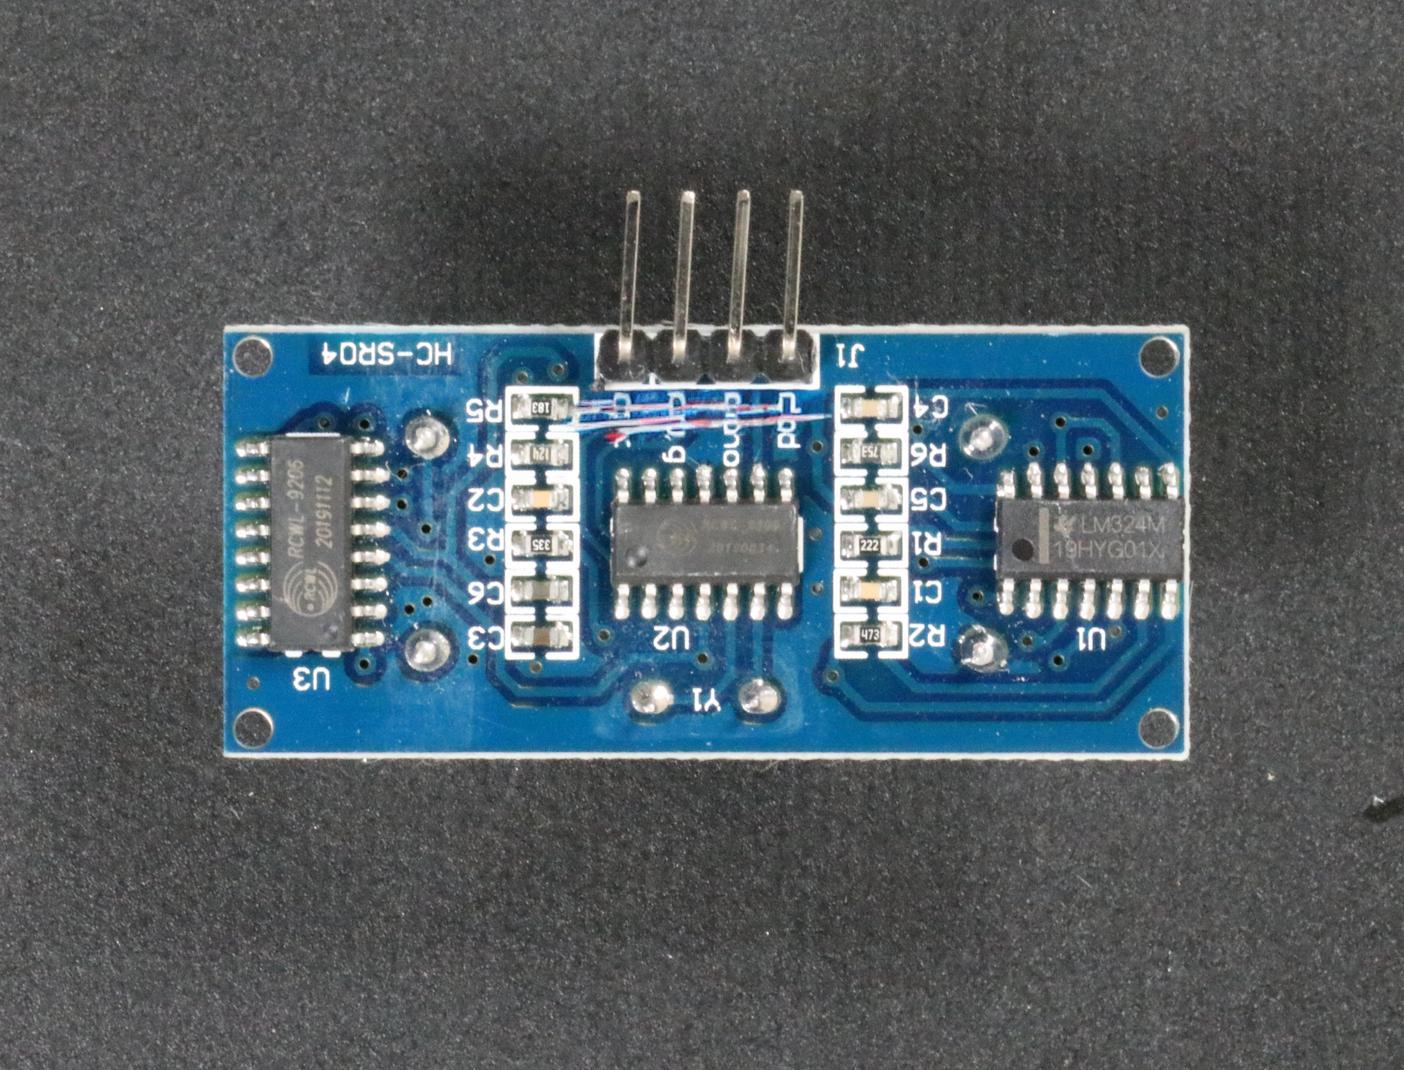 HC-SR04
J1
R5
183
C4
R4
124
R6
753
C2
C5
R3
335
R1
222
C6
C1
C3
R2
473
RCWL-9206
20191112
RCWL
LM324M
19HYG01X
U3
U2
U1
Y1